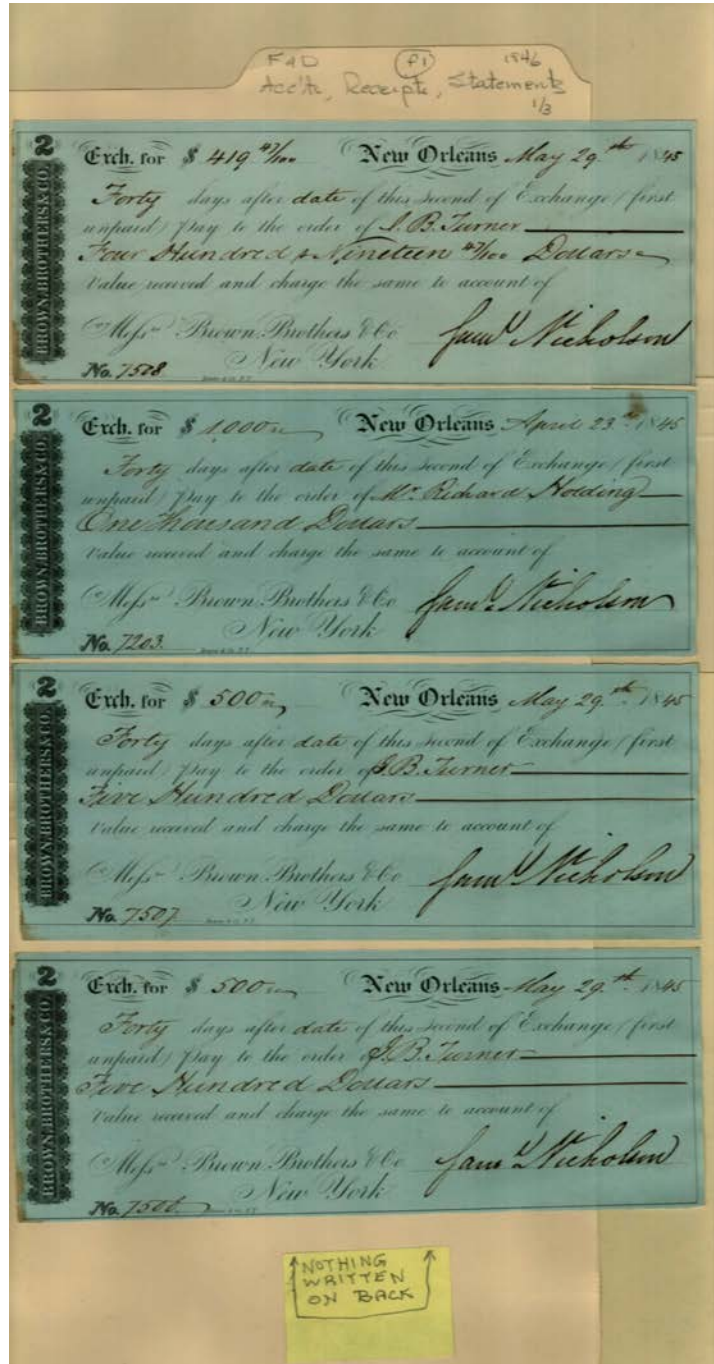 F&D (P1) 1846
Acc'ts, Receipts, Statements
1/3
2
BROWN BROTHERS & CO.
Exch. for $ 419 47/100 New Orleans May 29th 1845
Forty days after date of this second of Exchange (first
unpaid) Pay to the order of J. B. Turner
Four Hundred & Nineteen 47/100 Dollars
Value received and charge the same to account of
Messrs Brown Brothers & Co Saml Nicholson
New York
No. 7508
2
BROWN BROTHERS & CO.
Exch. for $ 1,000 New Orleans April 23rd 1845
Forty days after date of this second of Exchange (first
unpaid) Pay to the order of Mr. Richard Holding
One Thousand Dollars
Value received and charge the same to account of
Messrs Brown Brothers & Co Saml Nicholson
New York
No. 7203.
2
BROWN BROTHERS & CO.
Exch. for $ 500 New Orleans May 29th 1845
Forty days after date of this second of Exchange (first
unpaid) Pay to the order of J. B. Turner
Five Hundred Dollars
Value received and charge the same to account of
Messrs Brown Brothers & Co Saml Nicholson
New York
No. 7507
2
BROWN BROTHERS & CO.
Exch. for $ 500 New Orleans May 29th 1845
Forty days after date of this second of Exchange (first
unpaid) Pay to the order of J. B. Turner
Five Hundred Dollars
Value received and charge the same to account of
Messrs Brown Brothers & Co Saml Nicholson
New York
No.
NOTHING
WRITTEN
ON BACK